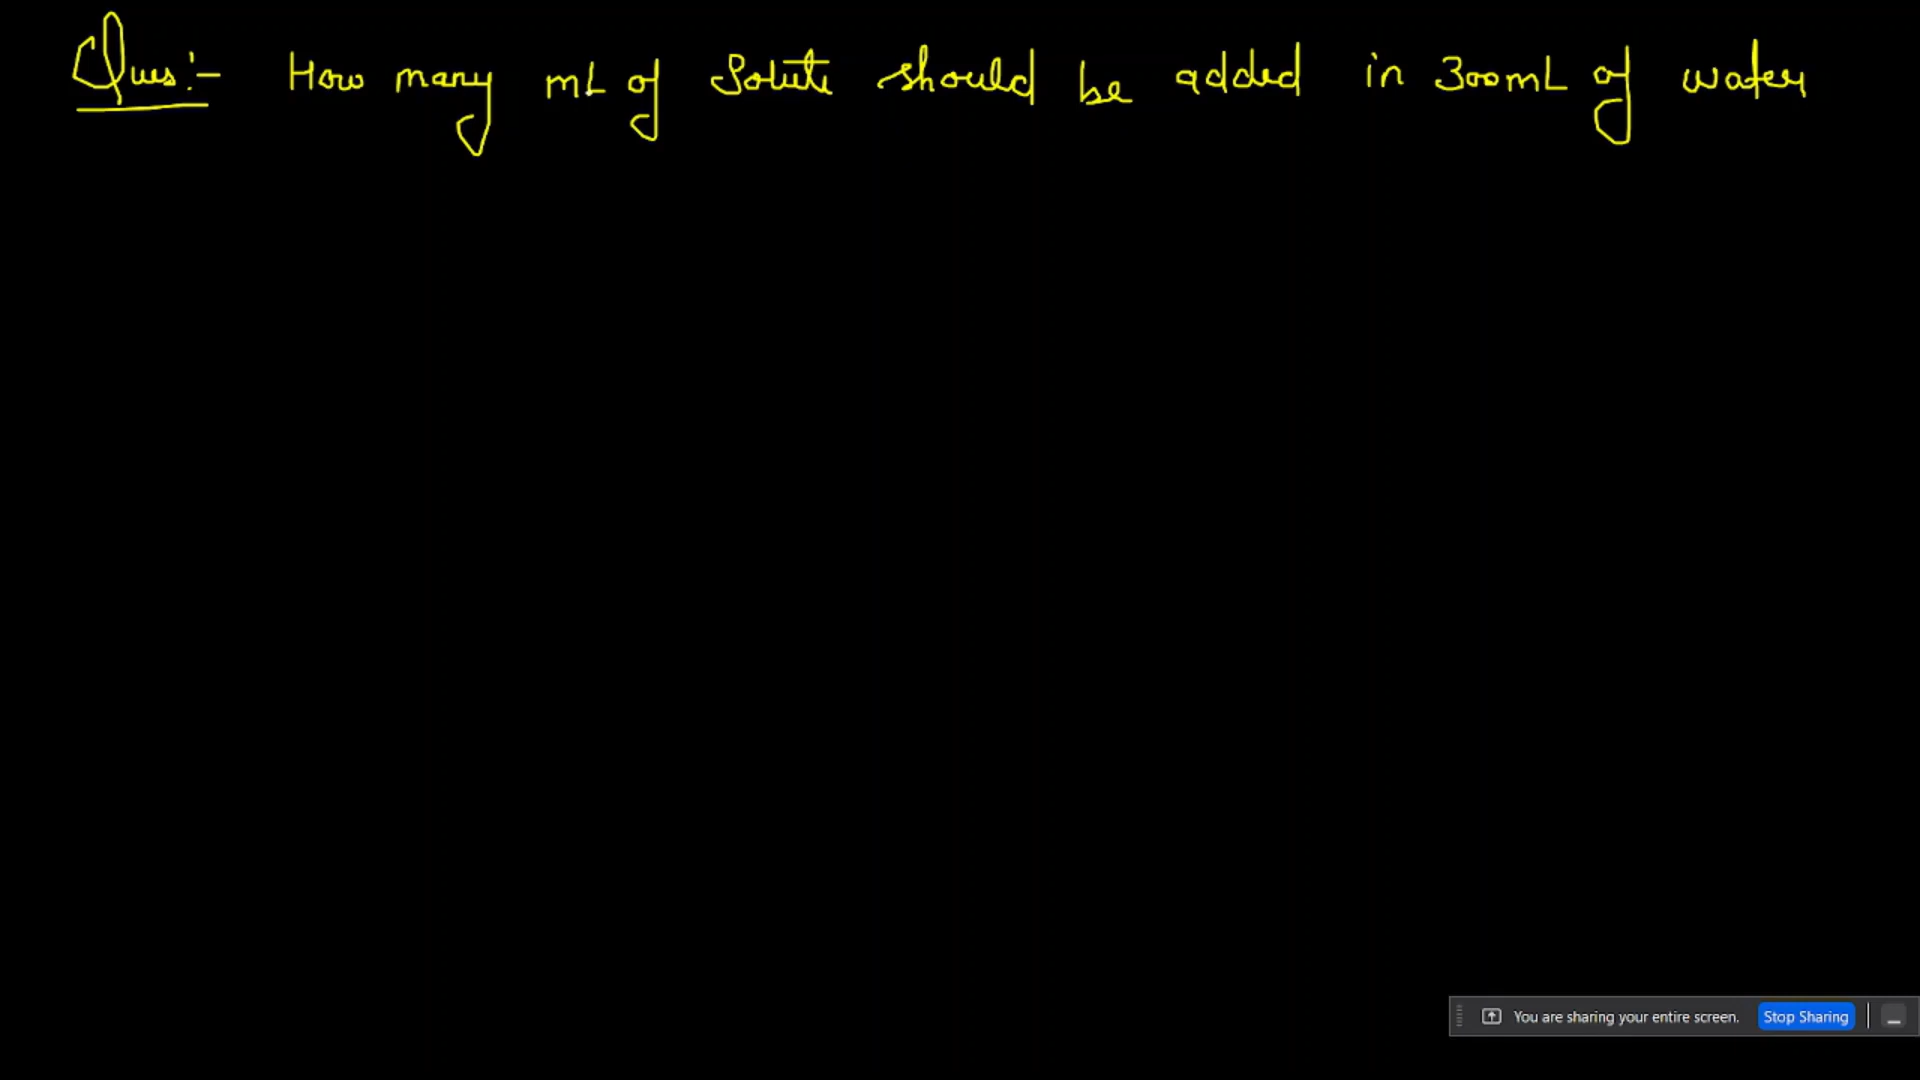 Ques:- How many mL of Solute should be added in 300mL of water
You are sharing your entire screen. Stop Sharing